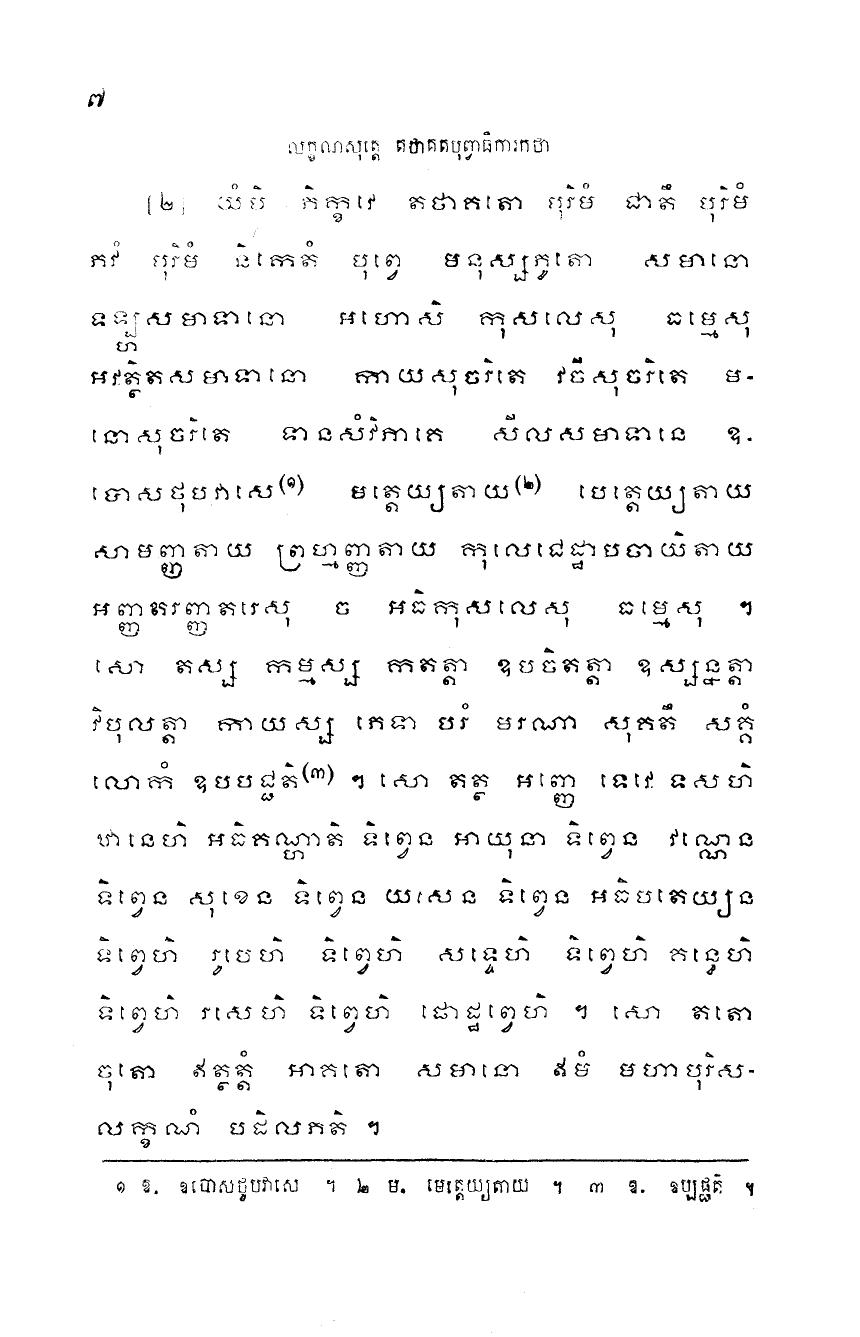 ៧
លក្ខណសុត្តេ តថាគតបុព្វាធិការកថា
[២] យំបិ ភិក្ខវេ តថាគតោ បុរិមំ ជាតឹ បុរិមំ
ភវំ បុរិមំ និកេតំ បុព្វេ មនុស្សភូតោ សមានោ
ទឡ្ហសមាទានោ អហោសិ កុសលេសុ ធម្មេសុ
អវត្ថិតសមាទានោ កាយសុចរិតេ វចីសុចរិតេ ម-
នោសុចរិតេ ទានសំវិភាគេ សីលសមាទានេ ឧ-
បោសថុបវាសេ(១) មត្តេយ្យតាយ(២) បេត្តេយ្យតាយ
សាមញ្ញតាយ ព្រហ្មញ្ញតាយ កុលេជេដ្ឋាបចាយិតាយ
អញ្ញតរញ្ញតរេសុ ច អធិកុសលេសុ ធម្មេសុ ។
សោ តស្ស កម្មស្ស កតត្តា ឧបចិតត្តា ឧស្សន្នត្តា
វិបុលត្តា កាយស្ស ភេទា បរំ មរណា សុគតឹ សគ្គំ
លោកំ ឧបបជ្ជតិ(៣) ។ សោ តត្ថ អញ្ញេ ទេវេ ទសហិ
ឋានេហិ អធិគណ្ហាតិ ទិព្វេន អាយុនា ទិព្វេន វណ្ណេន
ទិព្វេន សុខេន ទិព្វេន យសេន ទិព្វេន អធិបតេយ្យេន
ទិព្វេហិ រូបេហិ ទិព្វេហិ សទ្ទេហិ ទិព្វេហិ គន្ធេហិ
ទិព្វេហិ រសេហិ ទិព្វេហិ ផោដ្ឋព្វេហិ ។ សោ តតោ
ចុតោ ឥត្ថត្តំ អាគតោ សមានោ ឥមំ មហាបុរិស-
លក្ខណំ បដិលភតិ ។
១ ឱ. ឧបោសថូបវាសេ ។ ២ ម. មេត្តេយ្យតាយ ។ ៣ ឱ. ឧប្បជ្ជតិ ។